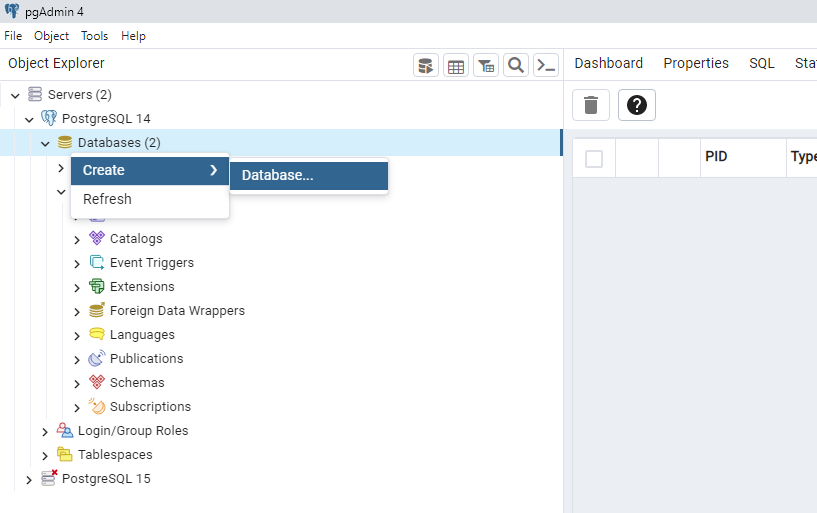 pgAdmin 4
File Object Tools Help
Object Explorer
Dashboard Properties SQL Sta
Servers (2)
PostgreSQL 14
Databases (2)
Create
Database...
Refresh
PID
Type
Catalogs
Event Triggers
Extensions
Foreign Data Wrappers
Languages
Publications
Schemas
Subscriptions
Login/Group Roles
Tablespaces
PostgreSQL 15